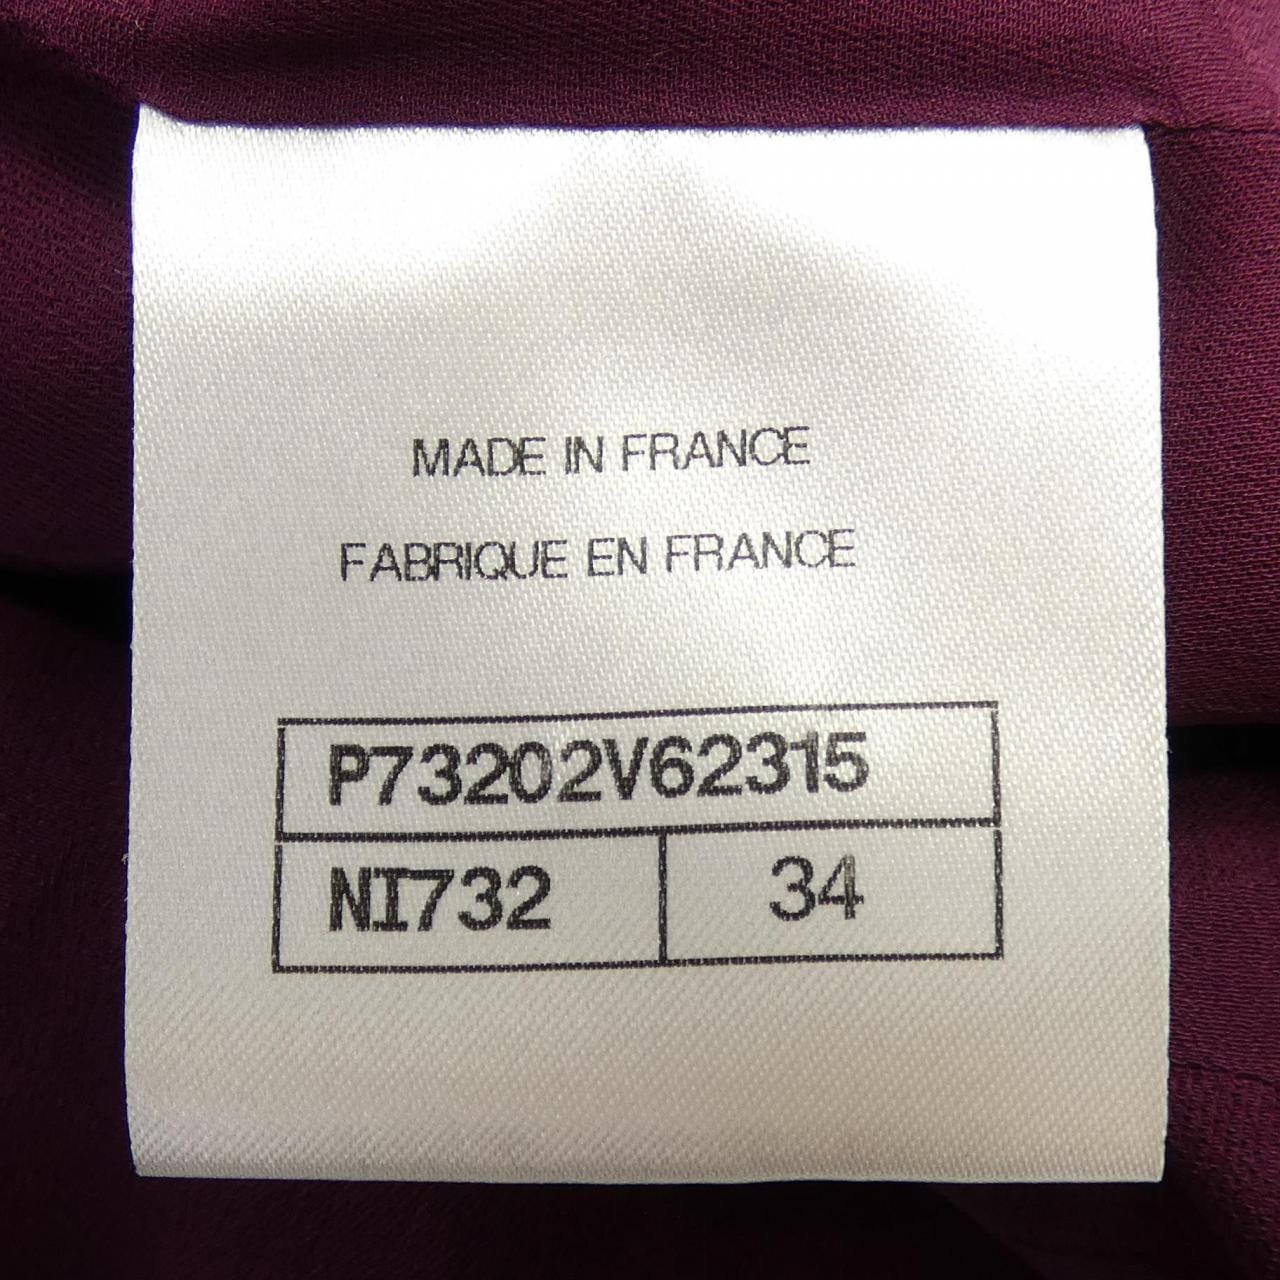 MADE IN FRANCE
FABRIQUE EN FRANCE
P73202V62315
NI732 34